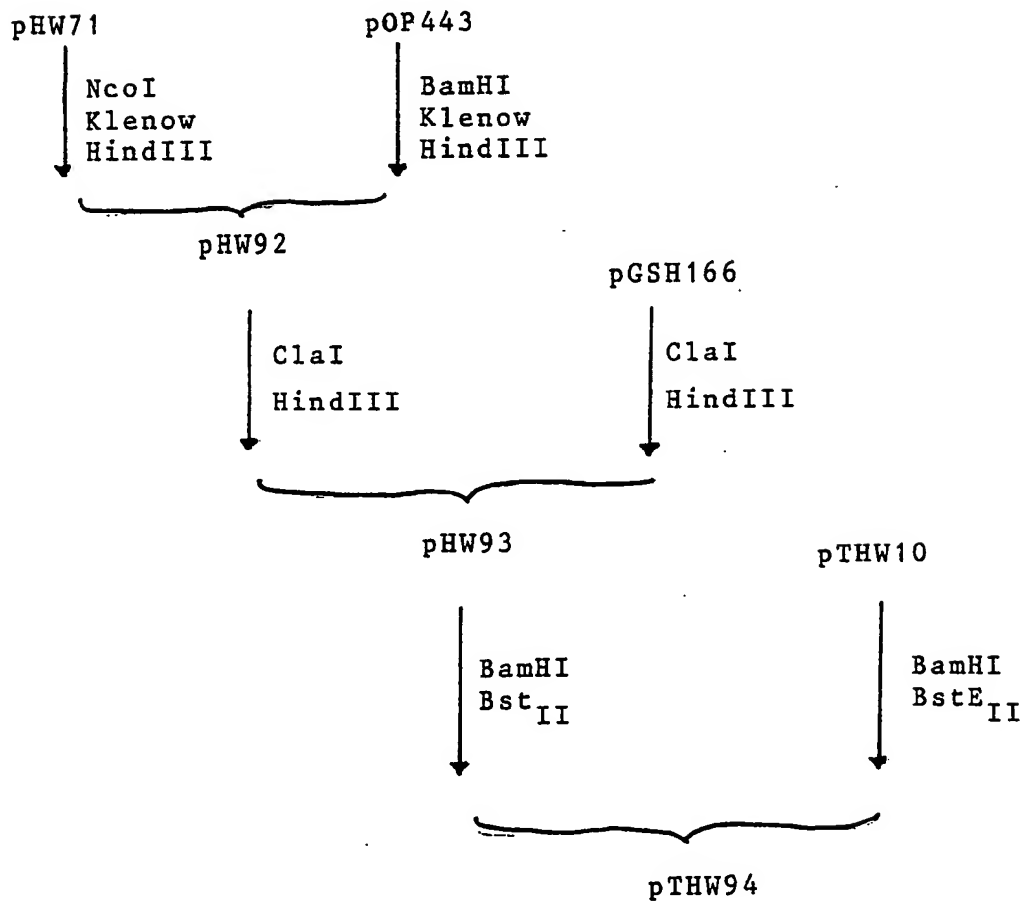 pHW71
pOP443
NcoI
Klenow
HindIII
BamHI
Klenow
HindIII
pHW92
pGSH166
ClaI
HindIII
ClaI
HindIII
pHW93
pTHW10
BamHI
BstII
BamHI
BstEII
pTHW94